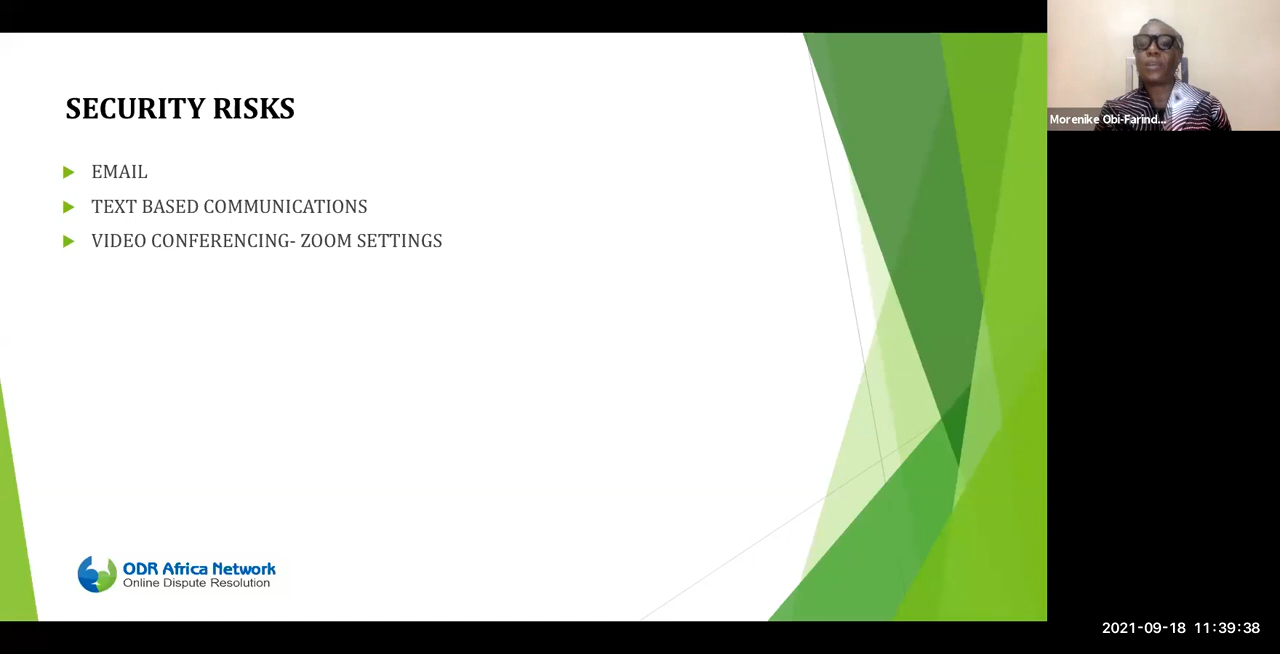 SECURITY RISKS
EMAIL
TEXT BASED COMMUNICATIONS
VIDEO CONFERENCING- ZOOM SETTINGS
ODR Africa Network
Online Dispute Resolution
Morenike Obi-Farind...
2021-09-18 11:39:38